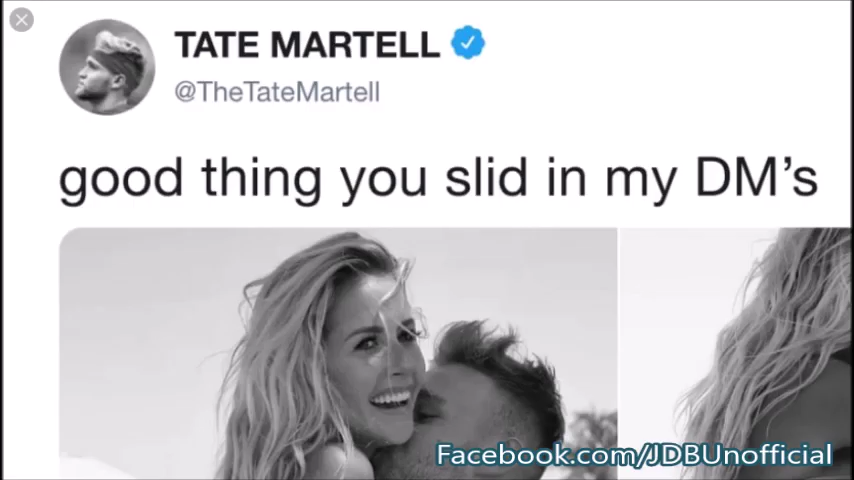 TATE MARTELL
@TheTateMartell
good thing you slid in my DM’s
Facebook.com/JDBUnofficial